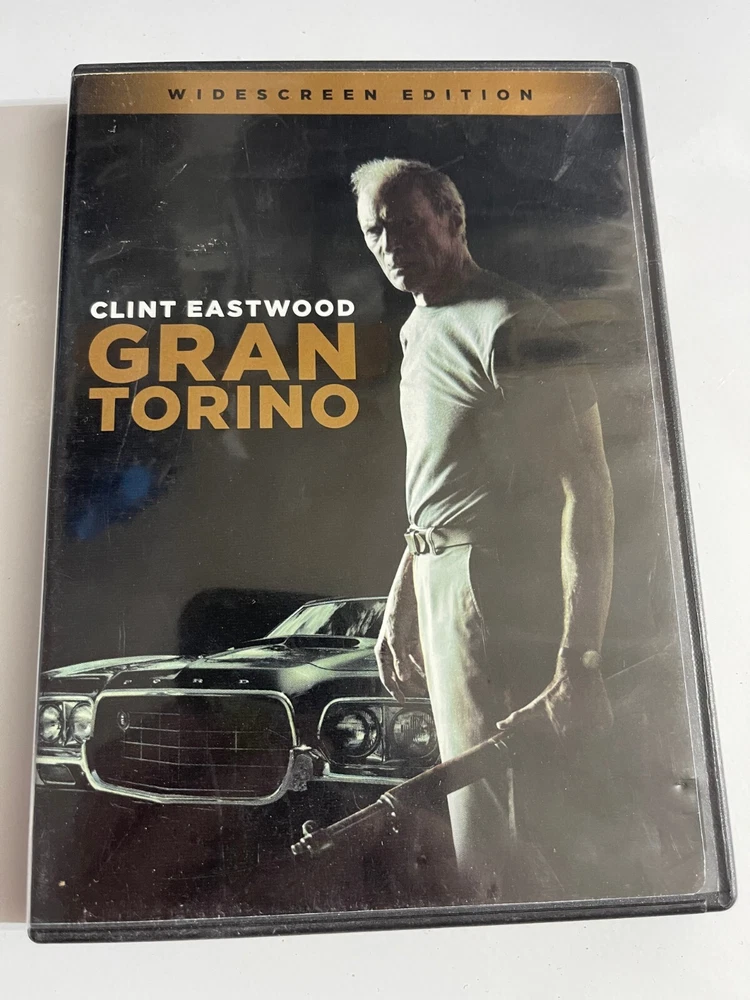 WIDESCREEN EDITION
CLINT EASTWOOD
GRAN
TORINO
FORD